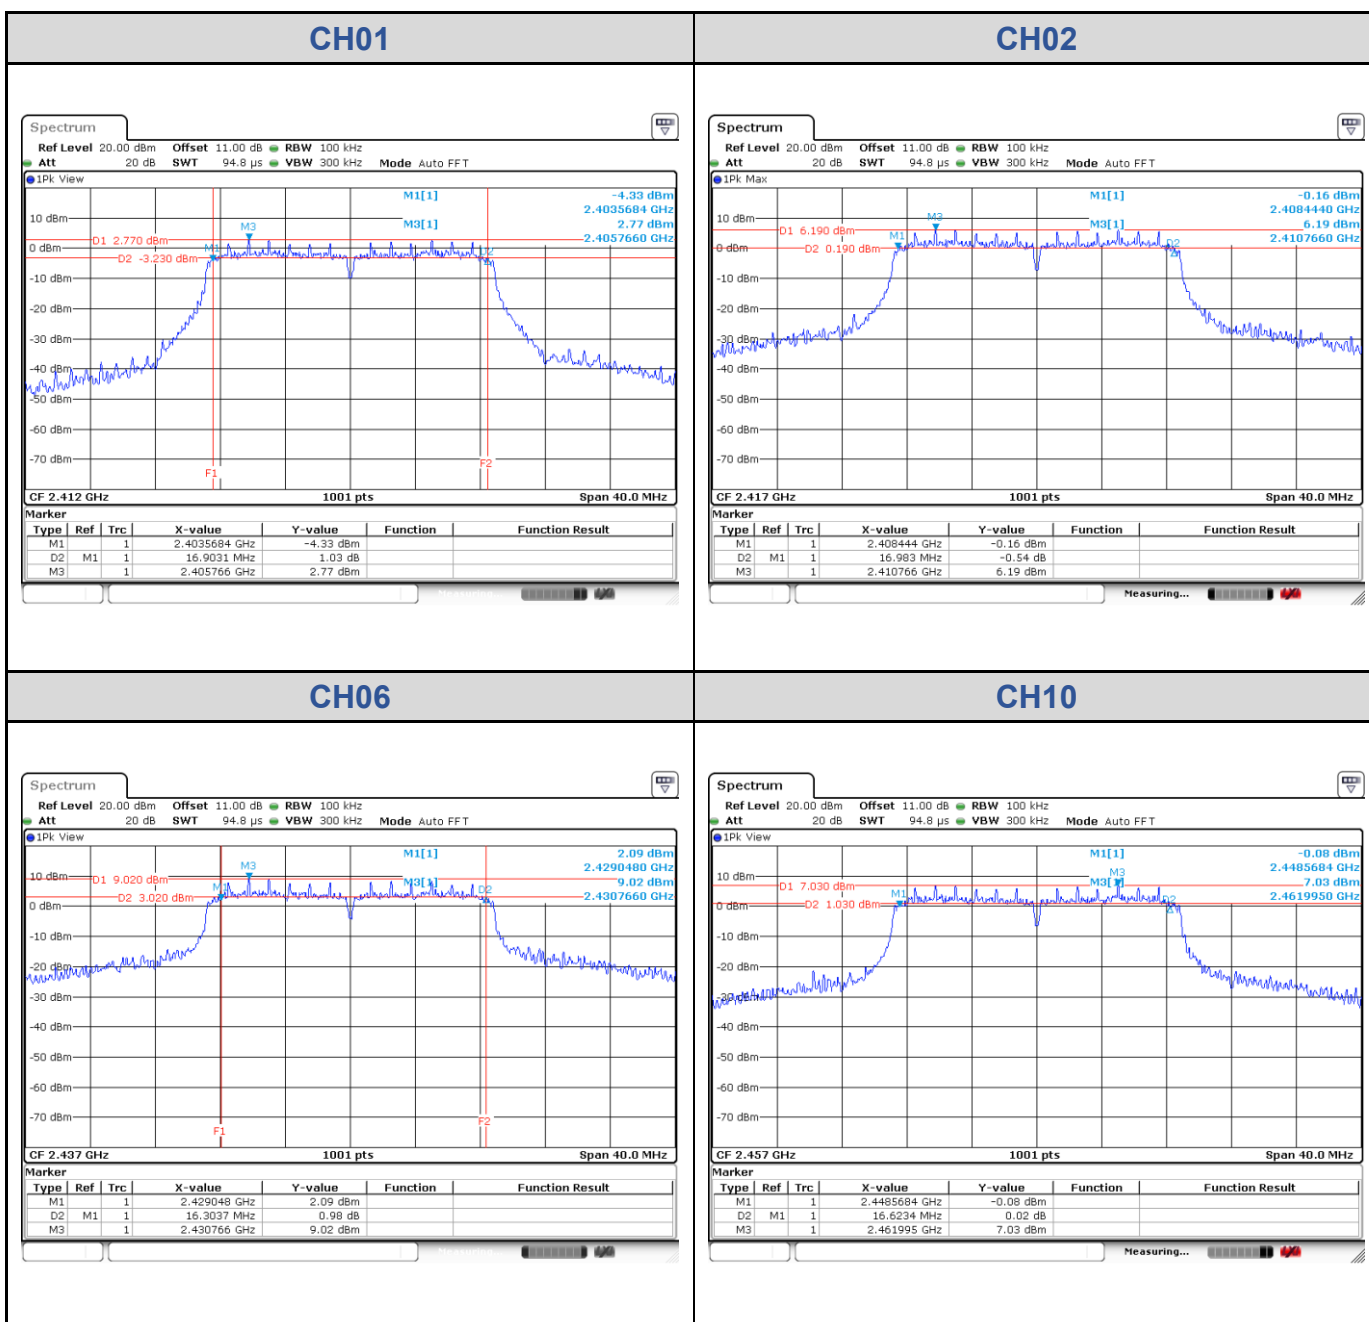 CH01
CH02
Spectrum
Ref Level 20.00 dBm Offset 11.00 dB RBW 100 kHz
Att 20 dB SWT 94.8 µs VBW 300 kHz Mode Auto FFT
1Pk View
M1[1] -4.33 dBm
2.4035684 GHz
M3[1] 2.77 dBm
2.4057660 GHz
10 dBm
M3
D1 2.770 dBm
0 dBm
M1
D2
D2 -3.230 dBm
-10 dBm
-20 dBm
-30 dBm
-40 dBm
-50 dBm
-60 dBm
-70 dBm
F1
F2
CF 2.412 GHz 1001 pts Span 40.0 MHz
Marker
Type Ref Trc X-value Y-value Function Function Result
M1 1 2.4035684 GHz -4.33 dBm
D2 M1 1 16.9031 MHz 1.03 dB
M3 1 2.405766 GHz 2.77 dBm
Measuring...
Spectrum
Ref Level 20.00 dBm Offset 11.00 dB RBW 100 kHz
Att 20 dB SWT 94.8 µs VBW 300 kHz Mode Auto FFT
1Pk Max
M1[1] -0.16 dBm
2.4084440 GHz
M3[1] 6.19 dBm
2.4107660 GHz
10 dBm
M3
D1 6.190 dBm
M1
D2
0 dBm
D2 0.190 dBm
-10 dBm
-20 dBm
-30 dBm
-40 dBm
-50 dBm
-60 dBm
-70 dBm
CF 2.417 GHz 1001 pts Span 40.0 MHz
Marker
Type Ref Trc X-value Y-value Function Function Result
M1 1 2.408444 GHz -0.16 dBm
D2 M1 1 16.983 MHz -0.54 dB
M3 1 2.410766 GHz 6.19 dBm
Measuring...
CH06
CH10
Spectrum
Ref Level 20.00 dBm Offset 11.00 dB RBW 100 kHz
Att 20 dB SWT 94.8 µs VBW 300 kHz Mode Auto FFT
1Pk View
M1[1] 2.09 dBm
2.4290480 GHz
M3[1] 9.02 dBm
2.4307660 GHz
M3
10 dBm
D1 9.020 dBm
M1
D2
D2 3.020 dBm
0 dBm
-10 dBm
-20 dBm
-30 dBm
-40 dBm
-50 dBm
-60 dBm
-70 dBm
F1
F2
CF 2.437 GHz 1001 pts Span 40.0 MHz
Marker
Type Ref Trc X-value Y-value Function Function Result
M1 1 2.429048 GHz 2.09 dBm
D2 M1 1 16.3037 MHz 0.98 dB
M3 1 2.430766 GHz 9.02 dBm
Measuring...
Spectrum
Ref Level 20.00 dBm Offset 11.00 dB RBW 100 kHz
Att 20 dB SWT 94.8 µs VBW 300 kHz Mode Auto FFT
1Pk View
M1[1] -0.08 dBm
2.4485684 GHz
M3
M3[1] 7.03 dBm
2.4619950 GHz
10 dBm
D1 7.030 dBm
M1
D2
0 dBm
D2 1.030 dBm
-10 dBm
-20 dBm
-30 dBm
-40 dBm
-50 dBm
-60 dBm
-70 dBm
CF 2.457 GHz 1001 pts Span 40.0 MHz
Marker
Type Ref Trc X-value Y-value Function Function Result
M1 1 2.4485684 GHz -0.08 dBm
D2 M1 1 16.6234 MHz 0.02 dB
M3 1 2.461995 GHz 7.03 dBm
Measuring...